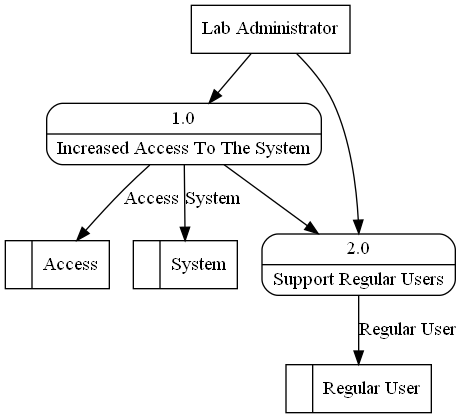 Lab Administrator
1.0
Increased Access To The System
Access
System
Access
System
2.0
Support Regular Users
Regular User
Regular User